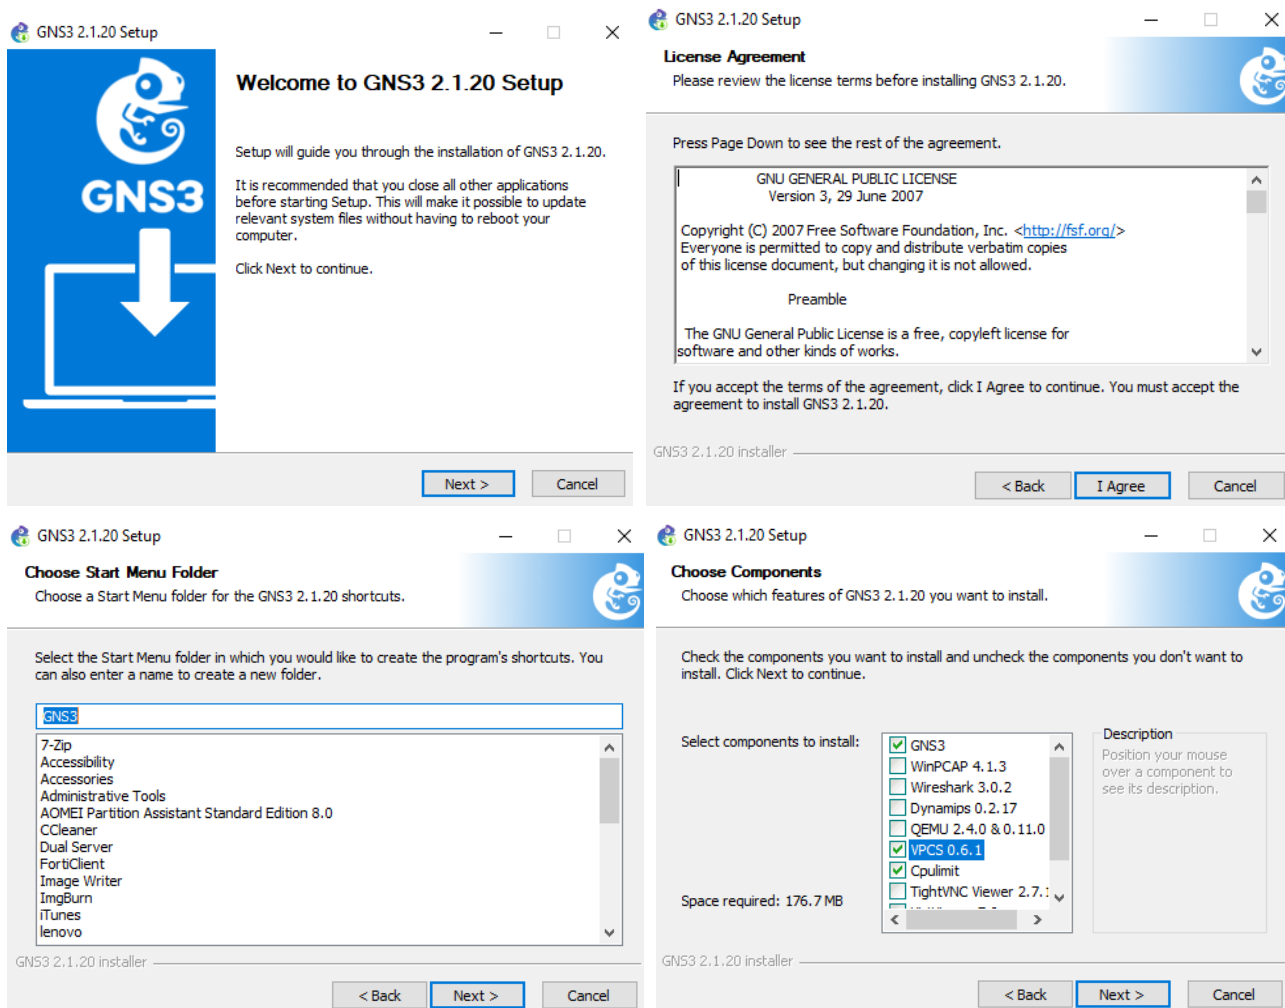 GNS3 2.1.20 Setup
GNS3
Welcome to GNS3 2.1.20 Setup
Setup will guide you through the installation of GNS3 2.1.20.
It is recommended that you close all other applications
before starting Setup. This will make it possible to update
relevant system files without having to reboot your
computer.
Click Next to continue.
Next >
Cancel
GNS3 2.1.20 Setup
License Agreement
Please review the license terms before installing GNS3 2.1.20.
Press Page Down to see the rest of the agreement.
GNU GENERAL PUBLIC LICENSE
Version 3, 29 June 2007
Copyright (C) 2007 Free Software Foundation, Inc. <http://fsf.org/>
Everyone is permitted to copy and distribute verbatim copies
of this license document, but changing it is not allowed.
Preamble
The GNU General Public License is a free, copyleft license for
software and other kinds of works.
If you accept the terms of the agreement, click I Agree to continue. You must accept the
agreement to install GNS3 2.1.20.
GNS3 2.1.20 installer
< Back
I Agree
Cancel
GNS3 2.1.20 Setup
Choose Start Menu Folder
Choose a Start Menu folder for the GNS3 2.1.20 shortcuts.
Select the Start Menu folder in which you would like to create the program's shortcuts. You
can also enter a name to create a new folder.
GNS3
7-Zip
Accessibility
Accessories
Administrative Tools
AOMEI Partition Assistant Standard Edition 8.0
CCleaner
Dual Server
FortiClient
Image Writer
ImgBurn
iTunes
lenovo
GNS3 2.1.20 installer
< Back
Next >
Cancel
GNS3 2.1.20 Setup
Choose Components
Choose which features of GNS3 2.1.20 you want to install.
Check the components you want to install and uncheck the components you don't want to
install. Click Next to continue.
Select components to install:
GNS3
WinPCAP 4.1.3
Wireshark 3.0.2
Dynamips 0.2.17
QEMU 2.4.0 & 0.11.0
VPCS 0.6.1
Cpulimit
TightVNC Viewer 2.7.
Description
Position your mouse
over a component to
see its description.
Space required: 176.7 MB
GNS3 2.1.20 installer
< Back
Next >
Cancel